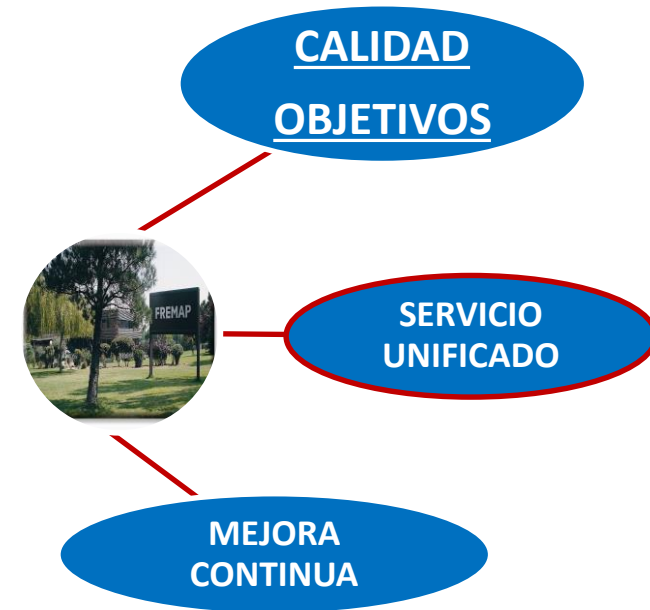 CALIDAD
OBJETIVOS
FREMAP
SERVICIO
UNIFICADO
MEJORA
CONTINUA